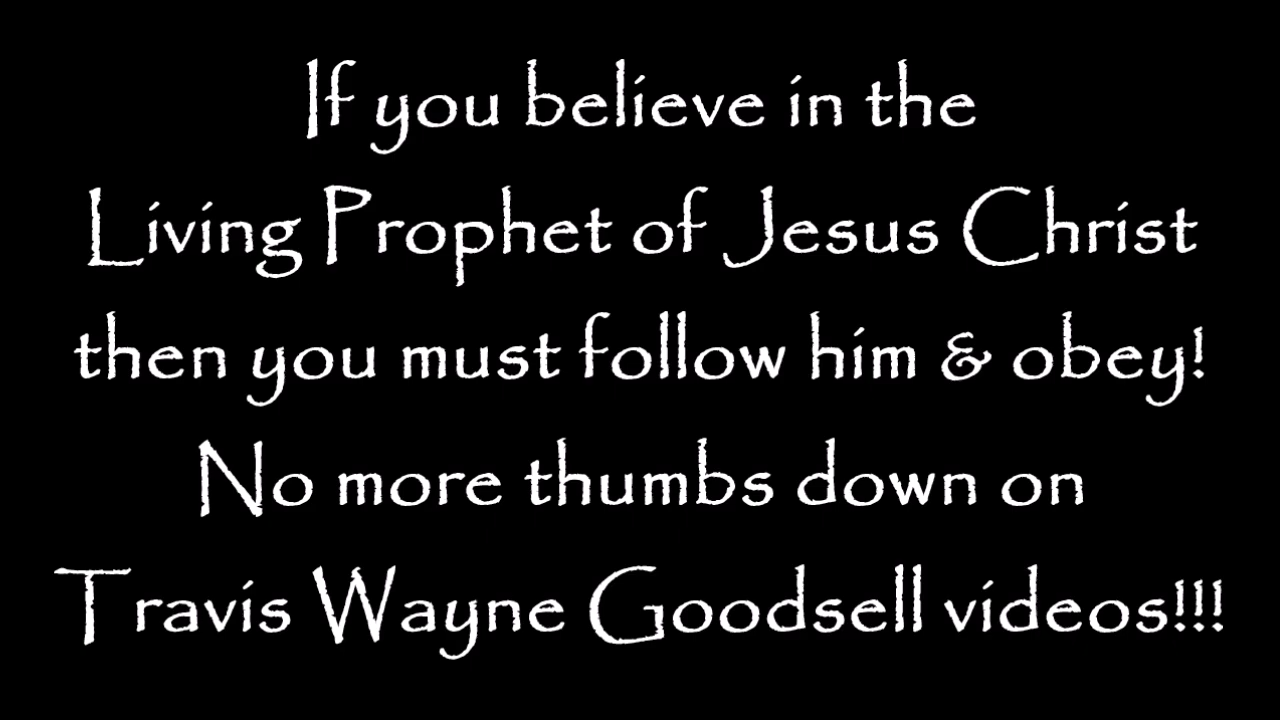 If you believe in the
Living Prophet of Jesus Christ
then you must follow him & obey!
No more thumbs down on
Travis Wayne Goodsell videos!!!